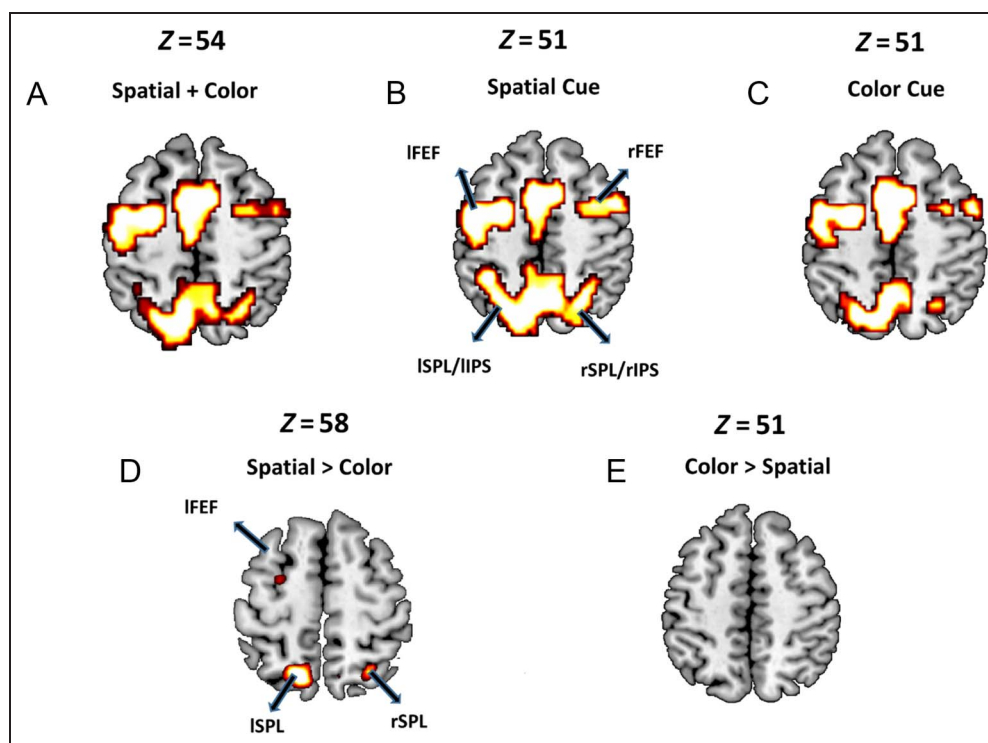 Z = 54
Z = 51
Z = 51
A
Spatial + Color
B
Spatial Cue
C
Color Cue
lFEF
rFEF
lSPL/lIPS
rSPL/rIPS
Z = 58
Z = 51
D
Spatial > Color
E
Color > Spatial
lFEF
lSPL
rSPL